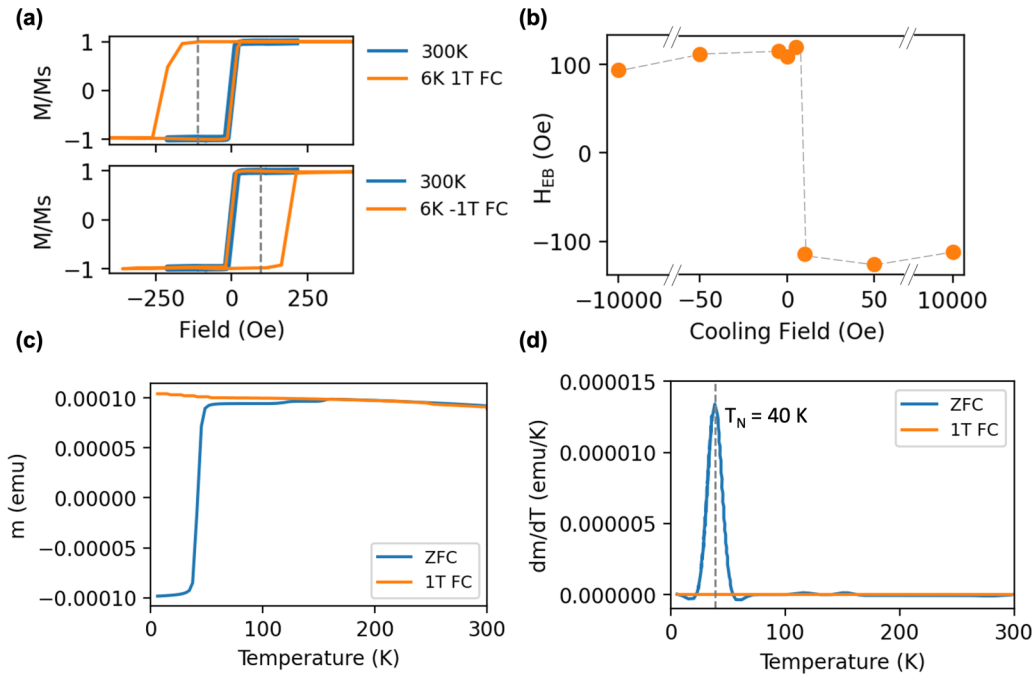 (a)
1
0
−1
M/Ms
300K
6K 1T FC
1
0
−1
M/Ms
300K
6K -1T FC
−250
0
250
Field (Oe)
(b)
100
0
−100
H_EB (Oe)
−10000
−50
0
50
10000
Cooling Field (Oe)
(c)
0.00010
0.00005
0.00000
−0.00005
−0.00010
m (emu)
ZFC
1T FC
0
100
200
300
Temperature (K)
(d)
0.000015
0.000010
0.000005
0.000000
dm/dT (emu/K)
T_N = 40 K
ZFC
1T FC
0
100
200
300
Temperature (K)